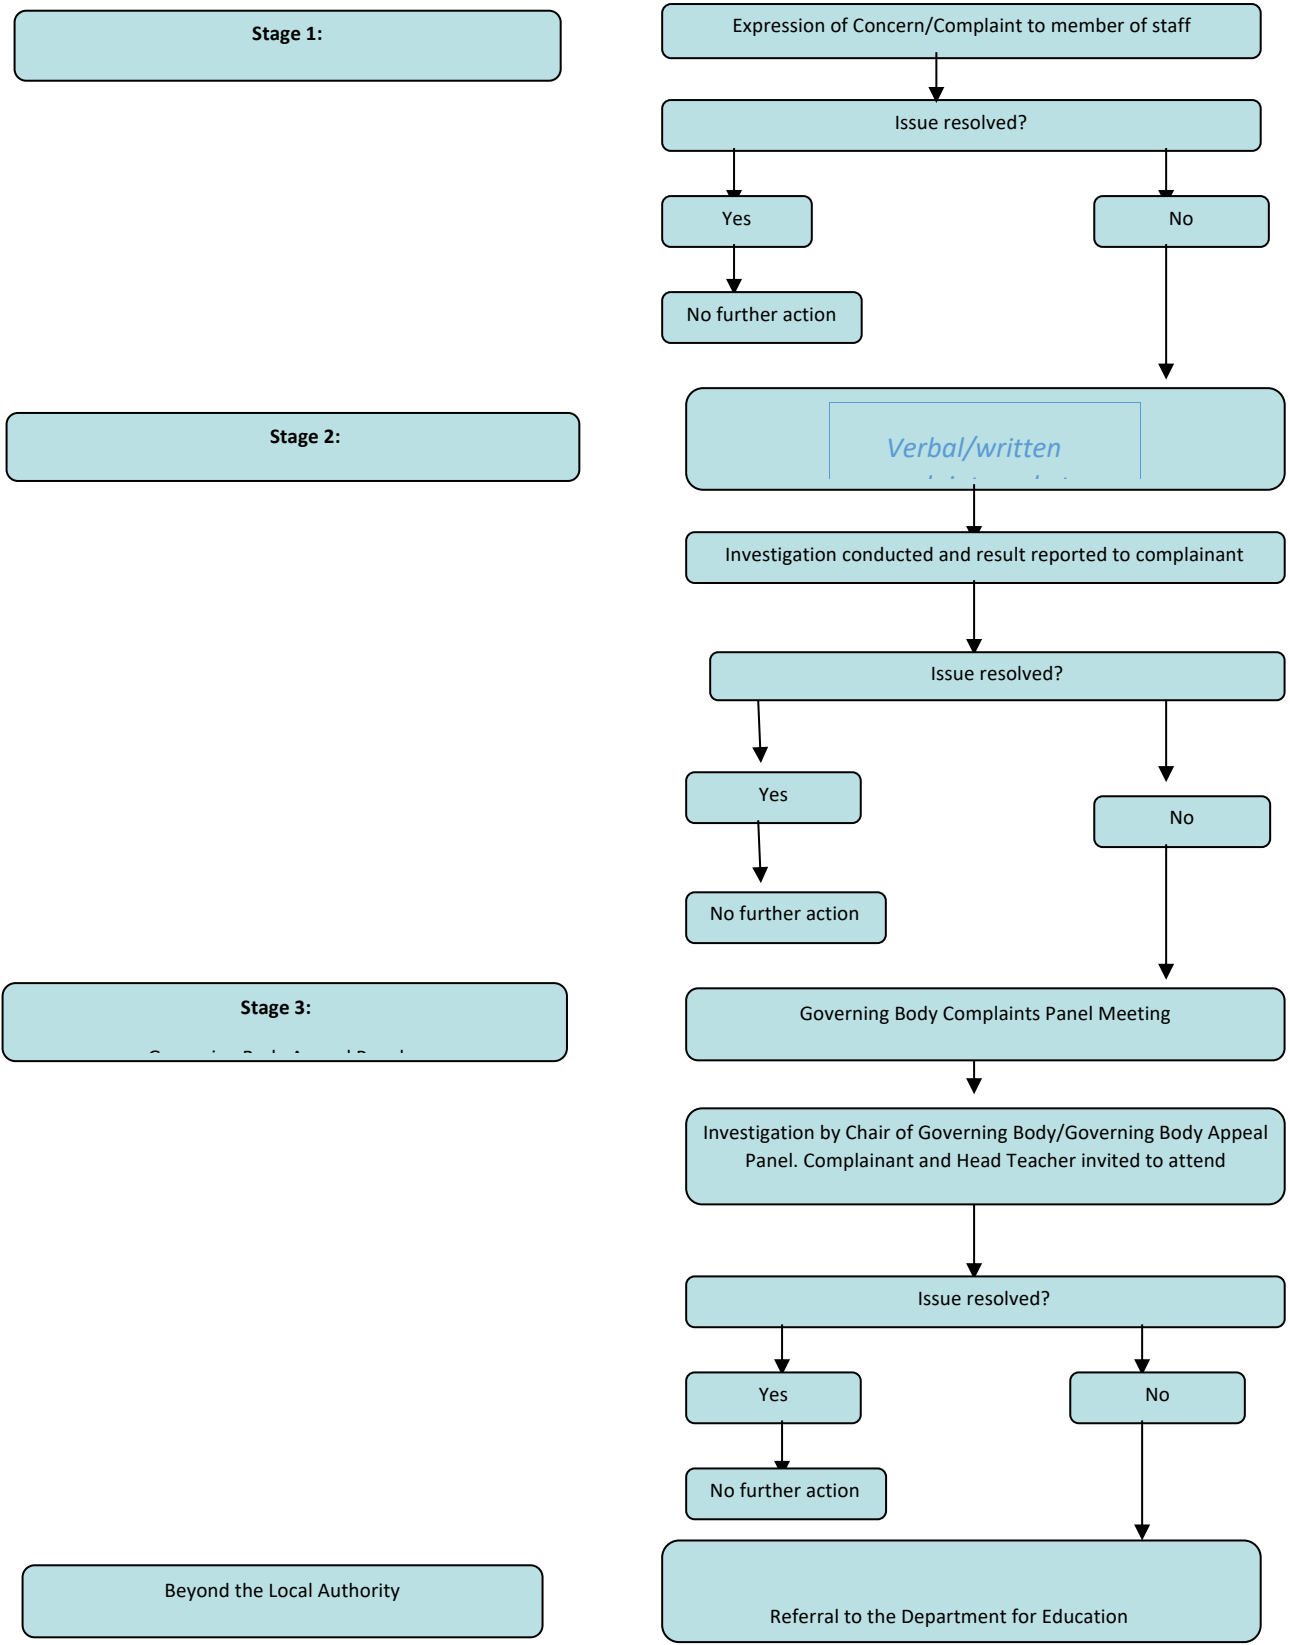 Stage 1:
Expression of Concern/Complaint to member of staff
Issue resolved?
Yes
No
No further action
Stage 2:
Verbal/written
Investigation conducted and result reported to complainant
Issue resolved?
Yes
No
No further action
Stage 3:
Governing Body Complaints Panel Meeting
Investigation by Chair of Governing Body/Governing Body Appeal
Panel. Complainant and Head Teacher invited to attend
Issue resolved?
Yes
No
No further action
Beyond the Local Authority
Referral to the Department for Education